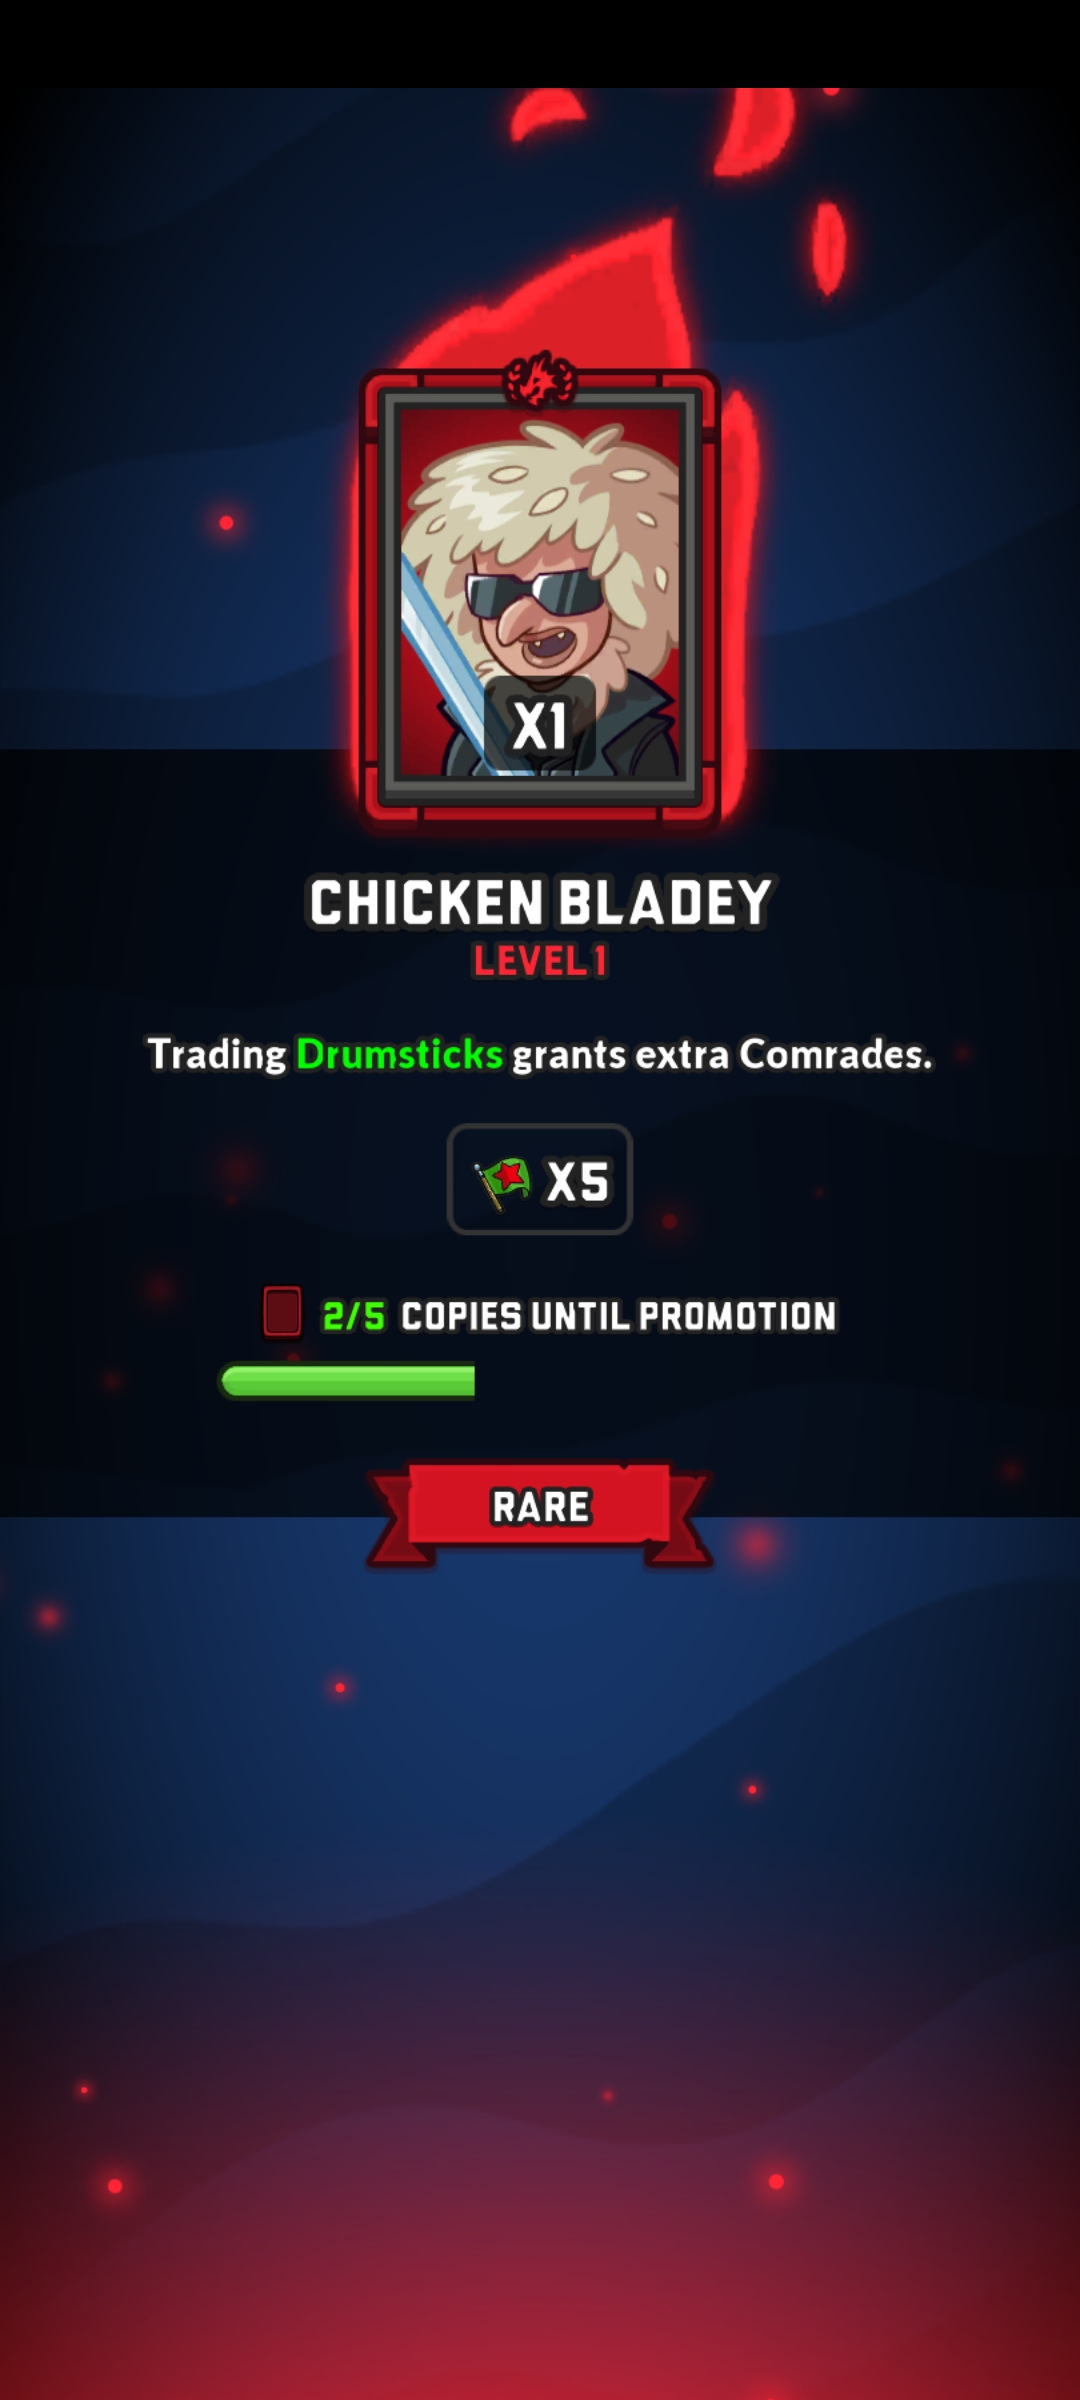 X1
CHICKEN BLADEY
LEVEL 1
Trading Drumsticks grants extra Comrades.
X5
2/5 COPIES UNTIL PROMOTION
RARE